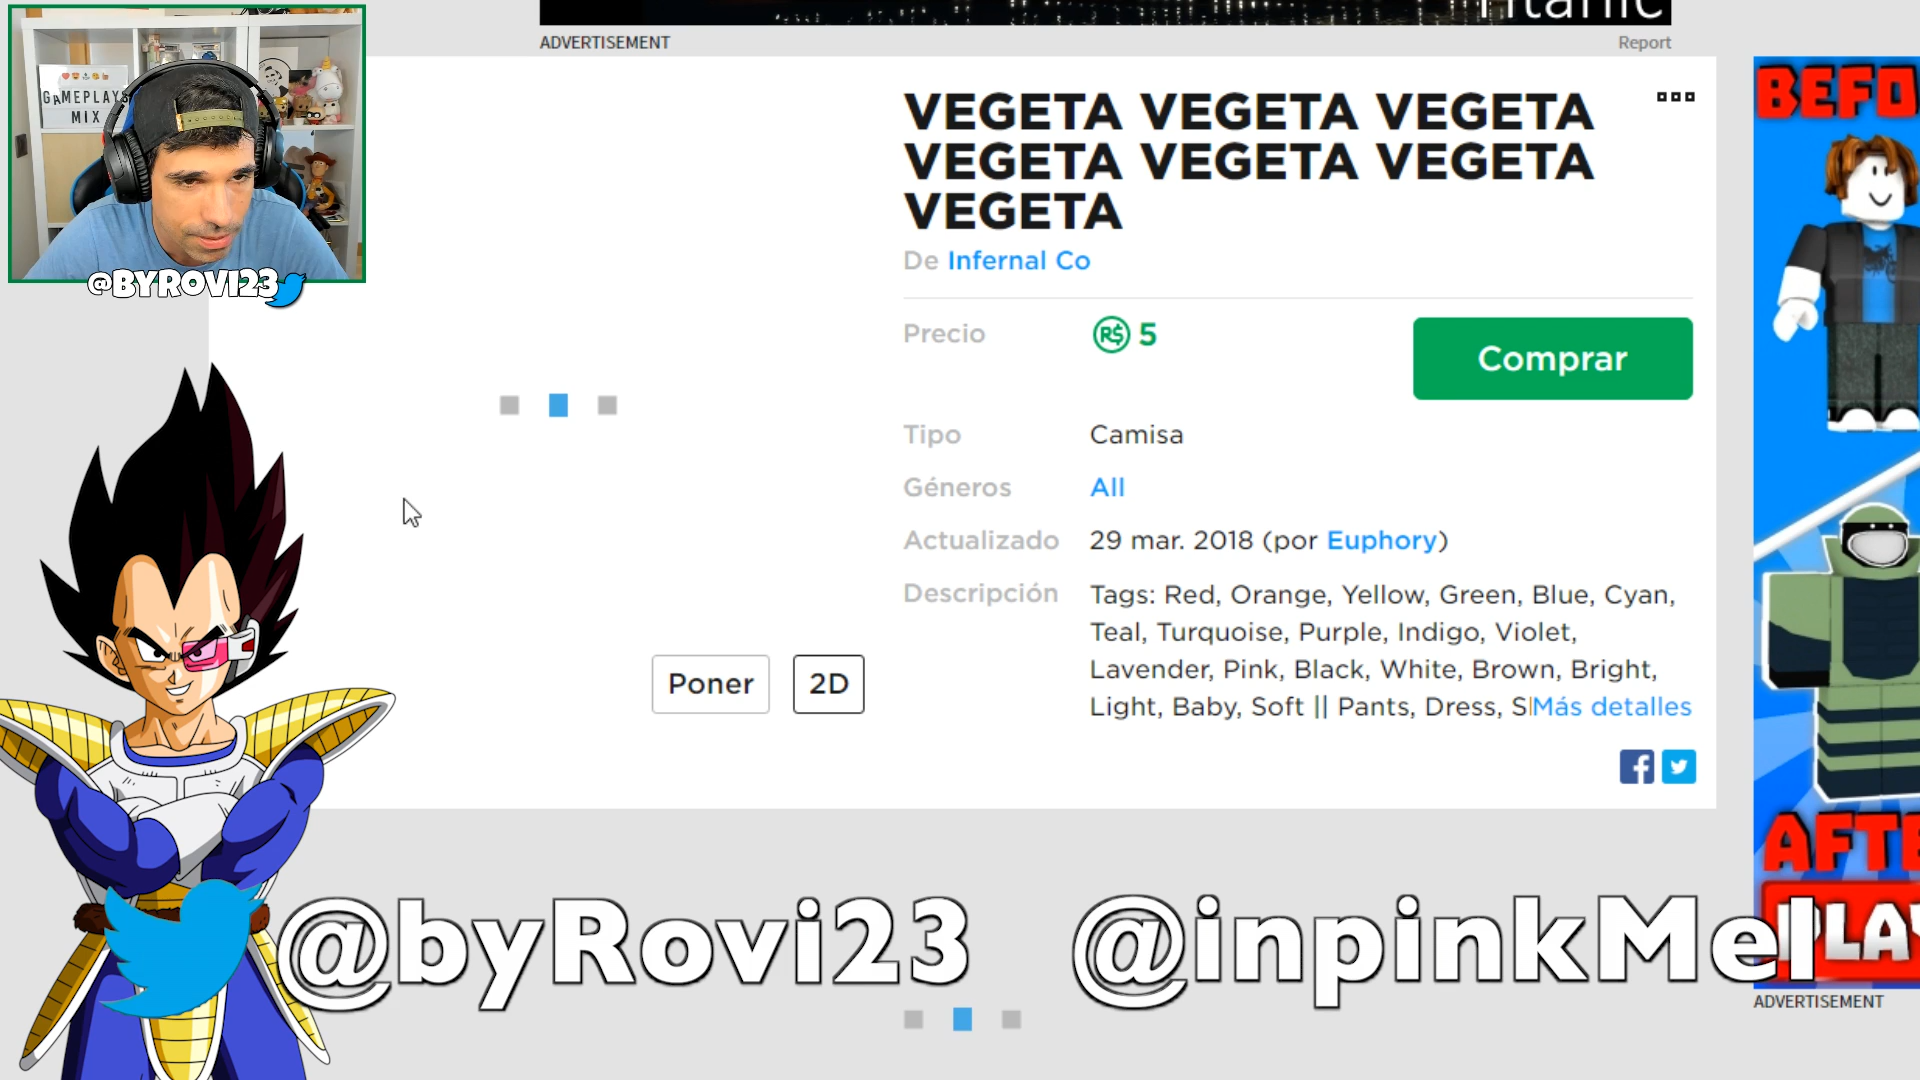 ADVERTISEMENT
Report
GAMEPLAYS
MIX
@BYROVI23
VEGETA VEGETA VEGETA
VEGETA VEGETA VEGETA
VEGETA
De Infernal Co
Precio
R$ 5
Comprar
Tipo
Camisa
Géneros
All
Actualizado
29 mar. 2018 (por Euphory)
Descripción
Tags: Red, Orange, Yellow, Green, Blue, Cyan,
Teal, Turquoise, Purple, Indigo, Violet,
Lavender, Pink, Black, White, Brown, Bright,
Light, Baby, Soft || Pants, Dress, S
Más detalles
Poner
2D
BEFO
AFTE
PLAY
@byRovi23
@inpinkMel
ADVERTISEMENT